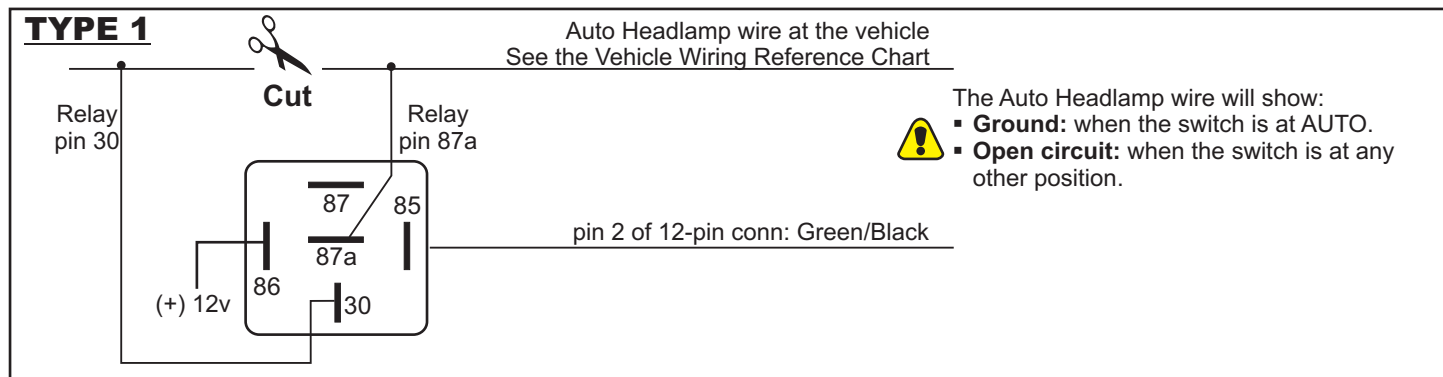 TYPE 1
Auto Headlamp wire at the vehicle
See the Vehicle Wiring Reference Chart
Cut
Relay
pin 30
Relay
pin 87a
The Auto Headlamp wire will show:
▪ Ground: when the switch is at AUTO.
▪ Open circuit: when the switch is at any
other position.
87
85
87a
86
30
(+) 12v
pin 2 of 12-pin conn: Green/Black